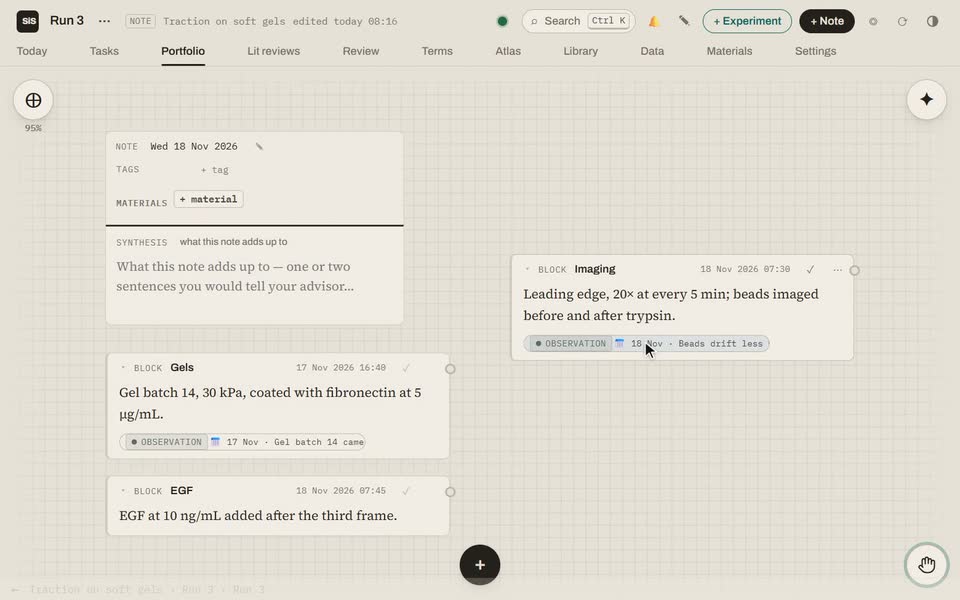 SiS Run 3 ··· NOTE Traction on soft gels edited today 08:16 Search Ctrl K + Experiment + Note
Today Tasks Portfolio Lit reviews Review Terms Atlas Library Data Materials Settings
95%
NOTE Wed 18 Nov 2026
TAGS + tag
MATERIALS + material
SYNTHESIS what this note adds up to
What this note adds up to — one or two
sentences you would tell your advisor...
BLOCK Imaging 18 Nov 2026 07:30 ✓ ···
Leading edge, 20× at every 5 min; beads imaged
before and after trypsin.
OBSERVATION 18 Nov · Beads drift less
BLOCK Gels 17 Nov 2026 16:40 ✓
Gel batch 14, 30 kPa, coated with fibronectin at 5
µg/mL.
OBSERVATION 17 Nov · Gel batch 14 came
BLOCK EGF 18 Nov 2026 07:45 ✓
EGF at 10 ng/mL added after the third frame.
+
← Traction on soft gels › Run 3 › Run 3